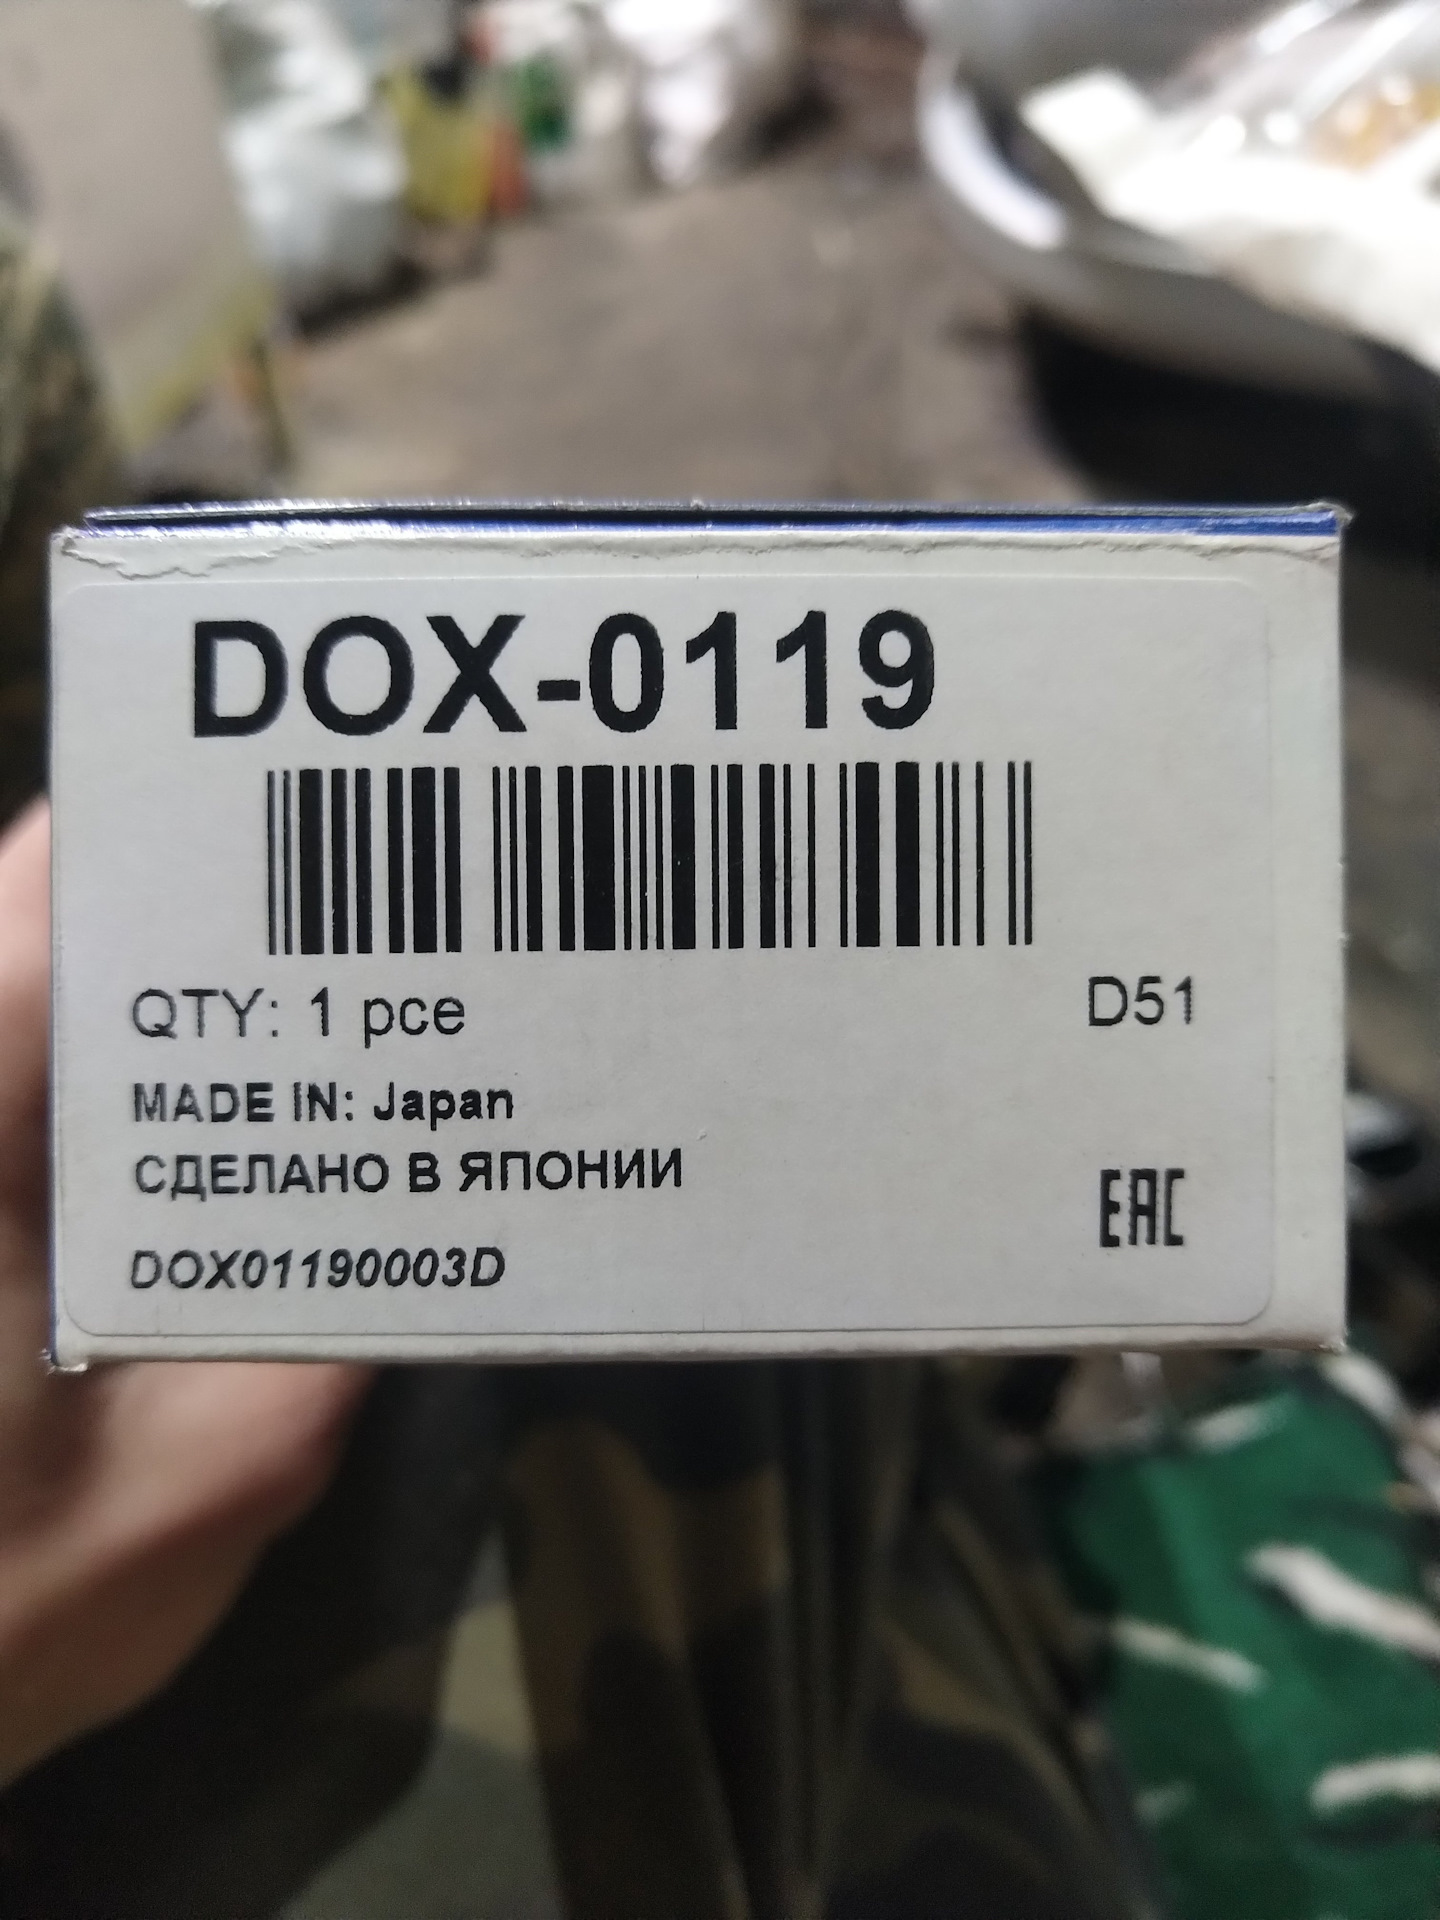 DOX-0119
QTY: 1 pce
D51
MADE IN: Japan
СДЕЛАНО В ЯПОНИИ
EAC
DOX01190003D